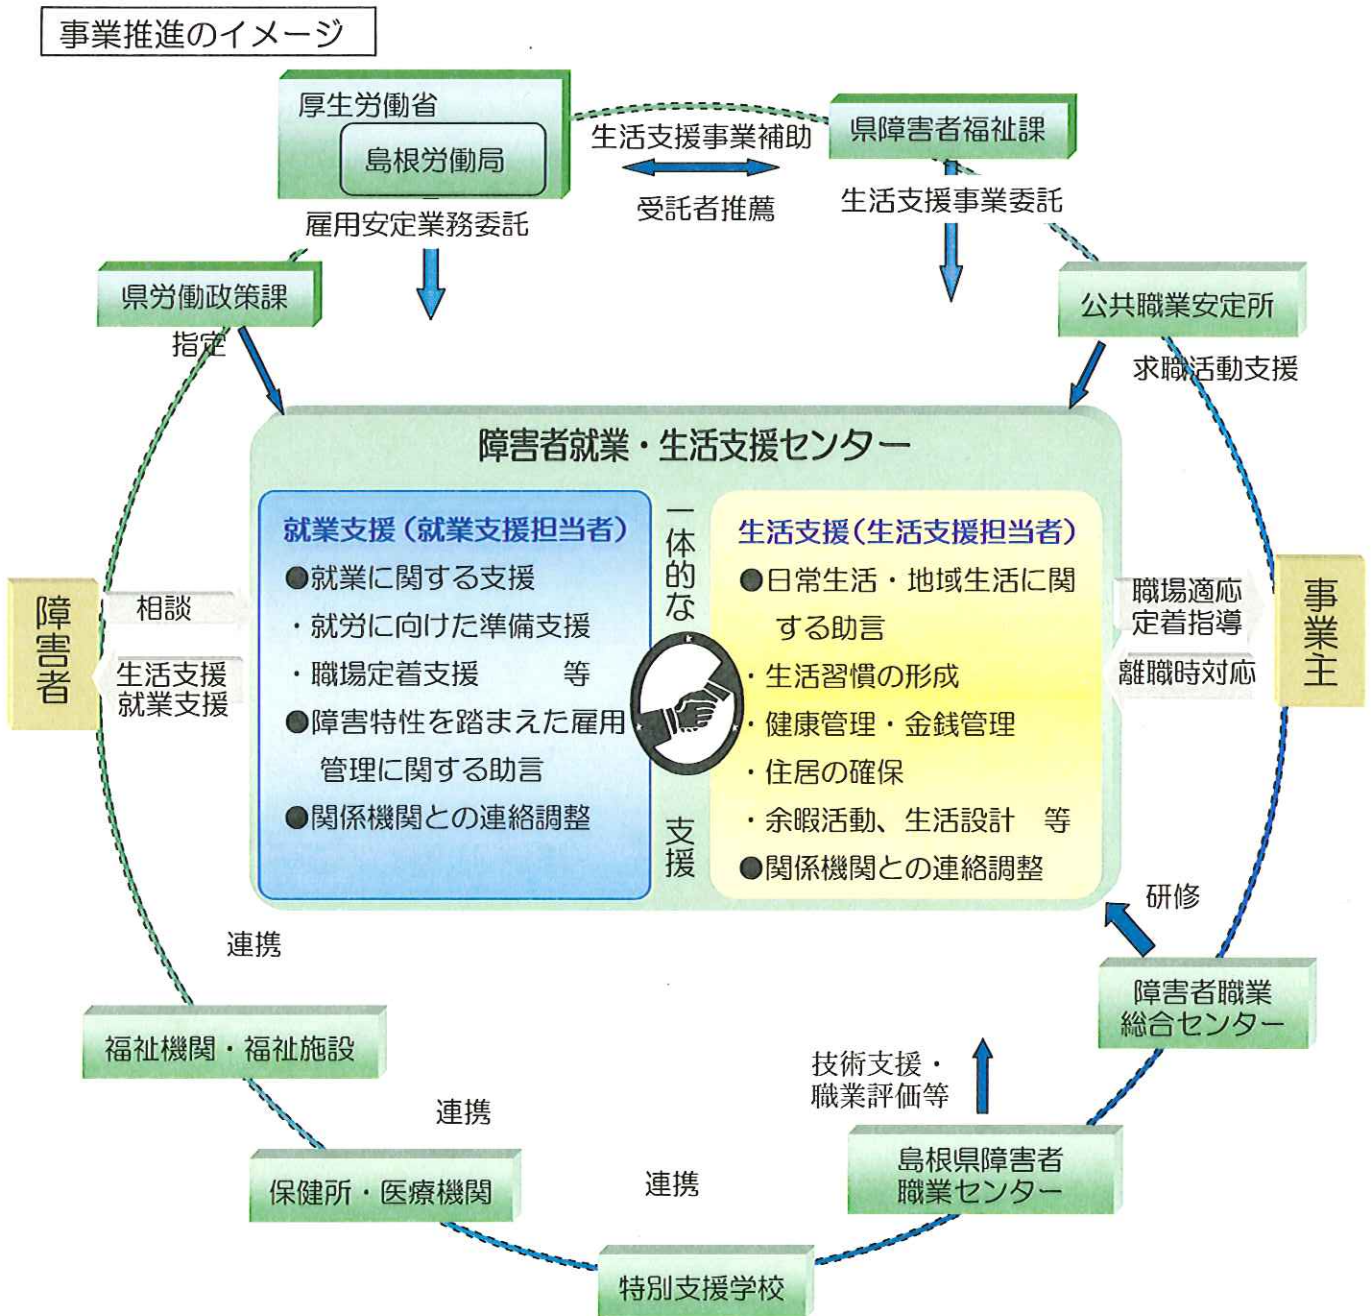 事業推進のイメージ
厚生労働省
島根労働局
生活支援事業補助
受託者推薦
県障害者福祉課
生活支援事業委託
雇用安定業務委託
県労働政策課
指定
公共職業安定所
求職活動支援
障害者就業・生活支援センター
就業支援(就業支援担当者)
●就業に関する支援
・就労に向けた準備支援
・職場定着支援 等
●障害特性を踏まえた雇用
管理に関する助言
●関係機関との連絡調整
一体的な
支援
生活支援(生活支援担当者)
●日常生活・地域生活に関
する助言
・生活習慣の形成
・健康管理・金銭管理
・住居の確保
・余暇活動、生活設計 等
●関係機関との連絡調整
障害者
相談
生活支援
就業支援
職場適応
定着指導
離職時対応
事業主
研修
障害者職業
総合センター
連携
福祉機関・福祉施設
技術支援・
職業評価等
連携
保健所・医療機関
島根県障害者
職業センター
連携
特別支援学校